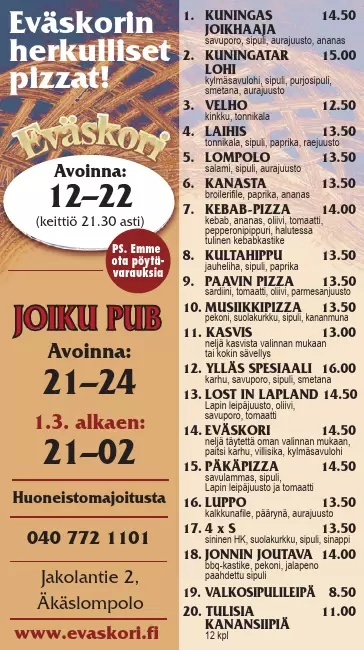 Eväskorin
herkulliset
pizzat!
Eväskori
Avoinna:
12–22
(keittiö 21.30 asti)
PS. Emme
ota pöytä-
varauksia
JOIKU PUB
Avoinna:
21–24
1.3. alkaen:
21–02
Huoneistomajoitusta
040 772 1101
Jakolantie 2,
Äkäslompolo
www.evaskori.fi
1. KUNINGAS 14.50
JOIKHAAJA
savuporo, sipuli, aurajuusto, ananas
2. KUNINGATAR 15.00
LOHI
kylmäsavulohi, sipuli, purjosipuli,
smetana, aurajuusto
3. VELHO 12.50
kinkku, tonnikala
4. LAIHIS 13.50
tonnikala, sipuli, paprika, raejuusto
5. LOMPOLO 13.50
salami, sipuli, aurajuusto
6. KANASTA 13.50
broilerifile, paprika, ananas
7. KEBAB-PIZZA 14.00
kebab, ananas, oliivi, tomaatti,
pepperonipippuri, halutessa
tulinen kebabkastike
8. KULTAHIPPU 13.50
jauheliha, sipuli, paprika
9. PAAVIN PIZZA 13.50
sardiini, tomaatti, oliivi, parmesanjuusto
10. MUSIIKKIPIZZA 13.50
pekoni, suolakurkku, sipuli, kananmuna
11. KASVIS 13.00
neljä kasvista valinnan mukaan
tai kokin sävellys
12. YLLÄS SPESIAALI 16.00
karhu, savuporo, sipuli, smetana
13. LOST IN LAPLAND 14.50
Lapin leipäjuusto, oliivi,
savuporo, tomaatti
14. EVÄSKORI 14.50
neljä täytettä oman valinnan mukaan,
paitsi karhu, villisika, kylmäsavulohi
15. PÄKÄPIZZA 14.50
savulammas, sipuli,
Lapin leipäjuusto ja tomaatti
16. LUPPO 13.50
kalkkunafile, päärynä, aurajuusto
17. 4 x S 13.50
sininen HK, suolakurkku, sipuli, sinappi
18. JONNIN JOUTAVA 14.00
bbq-kastike, pekoni, jalapeno
paahdettu sipuli
19. VALKOSIPULILEIPÄ 8.50
20. TULISIA 11.00
KANANSIIPIÄ
12 kpl